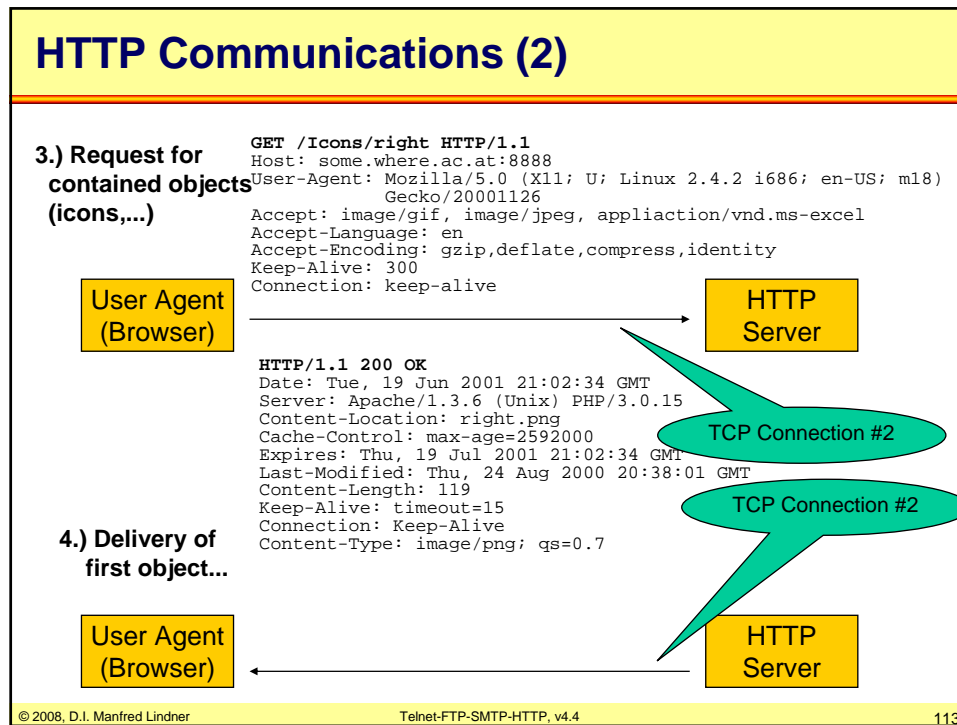 HTTP Communications (2)
3.) Request for
contained objects
(icons,...)
GET /Icons/right HTTP/1.1
Host: some.where.ac.at:8888
User-Agent: Mozilla/5.0 (X11; U; Linux 2.4.2 i686; en-US; m18)
Gecko/20001126
Accept: image/gif, image/jpeg, appliaction/vnd.ms-excel
Accept-Language: en
Accept-Encoding: gzip,deflate,compress,identity
Keep-Alive: 300
Connection: keep-alive
User Agent
(Browser)
HTTP
Server
HTTP/1.1 200 OK
Date: Tue, 19 Jun 2001 21:02:34 GMT
Server: Apache/1.3.6 (Unix) PHP/3.0.15
Content-Location: right.png
Cache-Control: max-age=2592000
Expires: Thu, 19 Jul 2001 21:02:34 GMT
Last-Modified: Thu, 24 Aug 2000 20:38:01 GMT
Content-Length: 119
Keep-Alive: timeout=15
Connection: Keep-Alive
Content-Type: image/png; qs=0.7
TCP Connection #2
TCP Connection #2
4.) Delivery of
first object...
User Agent
(Browser)
HTTP
Server
© 2008, D.I. Manfred Lindner
Telnet-FTP-SMTP-HTTP, v4.4
113